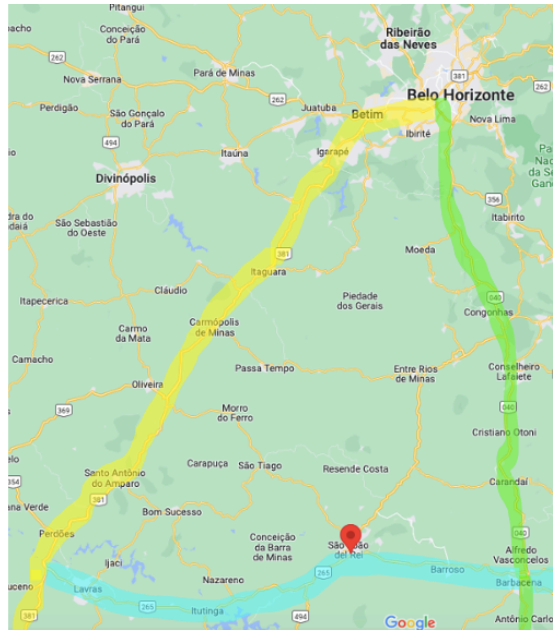 Pitangui
Conceição
do Pará
Ribeirão
das Neves
Nova Serrana
Pará de Minas
262
381
Belo Horizonte
262
Juatuba
Betim
Perdigão
São Gonçalo
do Pará
Nova Lima
Ibirité
494
Itaúna
Igarapé
Divinópolis
356
Itabirito
São Sebastião
do Oeste
Moeda
381
Itaguara
Itapecerica
Cláudio
Piedade
dos Gerais
040
Congonhas
Carmo
da Mata
Carmópolis
de Minas
Camacho
Passa Tempo
Entre Rios
de Minas
Conselheiro
Lafaiete
Oliveira
369
Morro
do Ferro
040
Cristiano Otoni
Carapuça
São Tiago
Resende Costa
Santo Antônio
do Amparo
354
381
Carandaí
Bom Sucesso
040
Perdões
Conceição
da Barra
de Minas
São João
del Rei
Alfredo
Vasconcelos
Ijaci
265
Barroso
Nazareno
Barbacena
Lavras
265
Itutinga
494
381
Google
Antônio Carlo